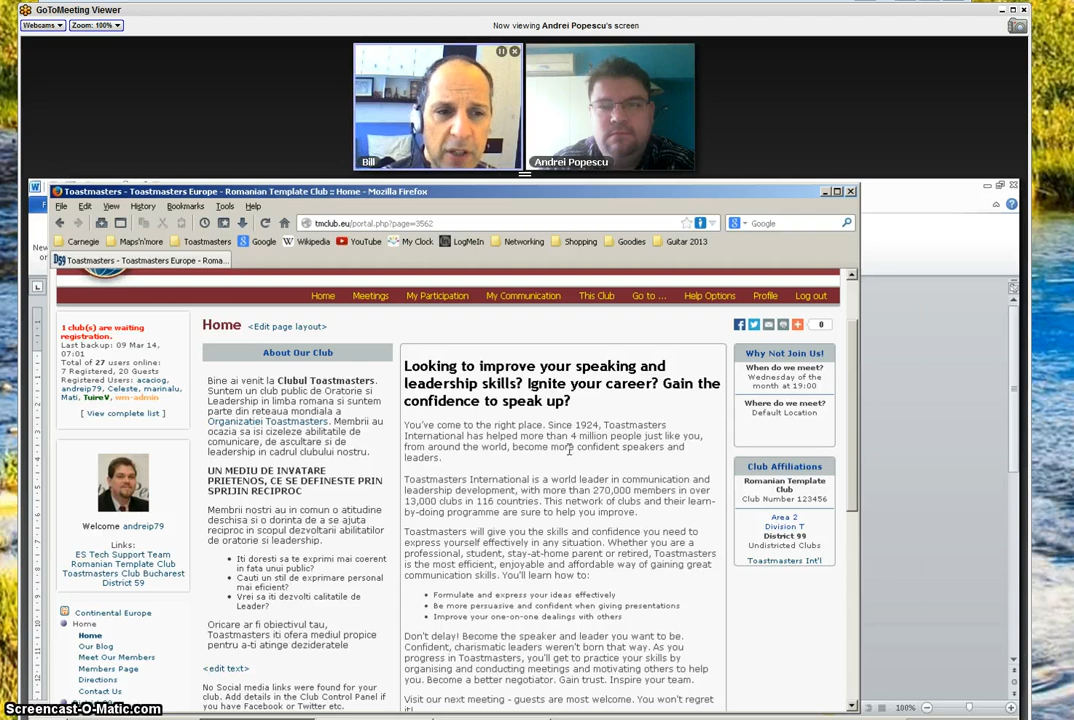 GoToMeeting Viewer
Webcams
Zoom: 100%
Now viewing Andrei Popescu's screen
Bill
Andrei Popescu
Toastmasters - Toastmasters Europe - Romanian Template Club :: Home - Mozilla Firefox
File Edit View History Bookmarks Tools Help
tmclub.eu/portal.php?page=3562
Google
Carnegie Maps'n'more Toastmasters Google Wikipedia YouTube My Clock LogMeIn Networking Shopping Goodies Guitar 2013
Toastmasters - Toastmasters Europe - Roma...
Home Meetings My Participation My Communication This Club Go to ... Help Options Profile Log out
1 club(s) are waiting
registration.
Last backup: 09 Mar 14,
07:01
Total of 27 users online:
7 Registered, 20 Guests
Registered Users: acaciog,
andreip79, Celeste, marinalu,
Mati, TuireV, wm-admin
[ View complete list ]
Welcome andreip79
Links:
ES Tech Support Team
Romanian Template Club
Toastmasters Club Bucharest
District 59
Continental Europe
Home
Home
Our Blog
Meet Our Members
Members Page
Directions
Contact Us
Home <Edit page layout>
0
About Our Club
Bine ai venit la Clubul Toastmasters.
Suntem un club public de Oratorie si
Leadership in limba romana si suntem
parte din reteaua mondiala a
Organizatiei Toastmasters. Membrii au
ocazia sa isi cizeleze abilitatile de
comunicare, de ascultare si de
leadership in cadrul clubului nostru.
UN MEDIU DE INVATARE
PRIETENOS, CE SE DEFINESTE PRIN
SPRIJIN RECIPROC
Membrii nostri au in comun o atitudine
deschisa si o dorinta de a se ajuta
reciproc in scopul dezvoltarii abilitatilor
de oratorie si leadership.
Iti doresti sa te exprimi mai coerent
in fata unui public?
Cauti un stil de exprimare personal
mai eficient?
Vrei sa iti dezvolti calitatile de
Leader?
Oricare ar fi obiectivul tau,
Toastmasters iti ofera mediul propice
pentru a-ti atinge dezideratele
<edit text>
No Social media links were found for your
club. Add details in the Club Control Panel if
you have Facebook or Twitter etc.
Looking to improve your speaking and
leadership skills? Ignite your career? Gain the
confidence to speak up?
You've come to the right place. Since 1924, Toastmasters
International has helped more than 4 million people just like you,
from around the world, become more confident speakers and
leaders.
Toastmasters International is a world leader in communication and
leadership development, with more than 270,000 members in over
13,000 clubs in 116 countries. This network of clubs and their learn-
by-doing programme are sure to help you improve.
Toastmasters will give you the skills and confidence you need to
express yourself effectively in any situation. Whether you are a
professional, student, stay-at-home parent or retired, Toastmasters
is the most efficient, enjoyable and affordable way of gaining great
communication skills. You'll learn how to:
Formulate and express your ideas effectively
Be more persuasive and confident when giving presentations
Improve your one-on-one dealings with others
Don't delay! Become the speaker and leader you want to be.
Confident, charismatic leaders weren't born that way. As you
progress in Toastmasters, you'll get to practice your skills by
organising and conducting meetings and motivating others to help
you. Become a better negotiator. Gain trust. Inspire your team.
Visit our next meeting - guests are most welcome. You won't regret
it!
Why Not Join Us!
When do we meet?
Wednesday of the
month at 19:00
Where do we meet?
Default Location
Club Affiliations
Romanian Template
Club
Club Number 123456
Area 2
Division T
District 99
Undistricted Clubs
Toastmasters Int'l
100%
Screencast-O-Matic.com